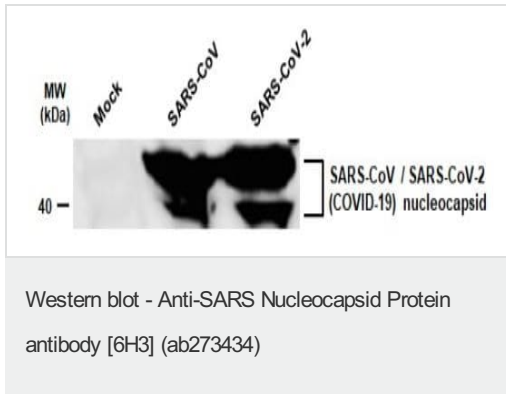 MW
(kDa)
Mock
SARS-CoV
SARS-CoV-2
40
SARS-CoV / SARS-CoV-2
(COVID-19) nucleocapsid
Western blot - Anti-SARS Nucleocapsid Protein
antibody [6H3] (ab273434)